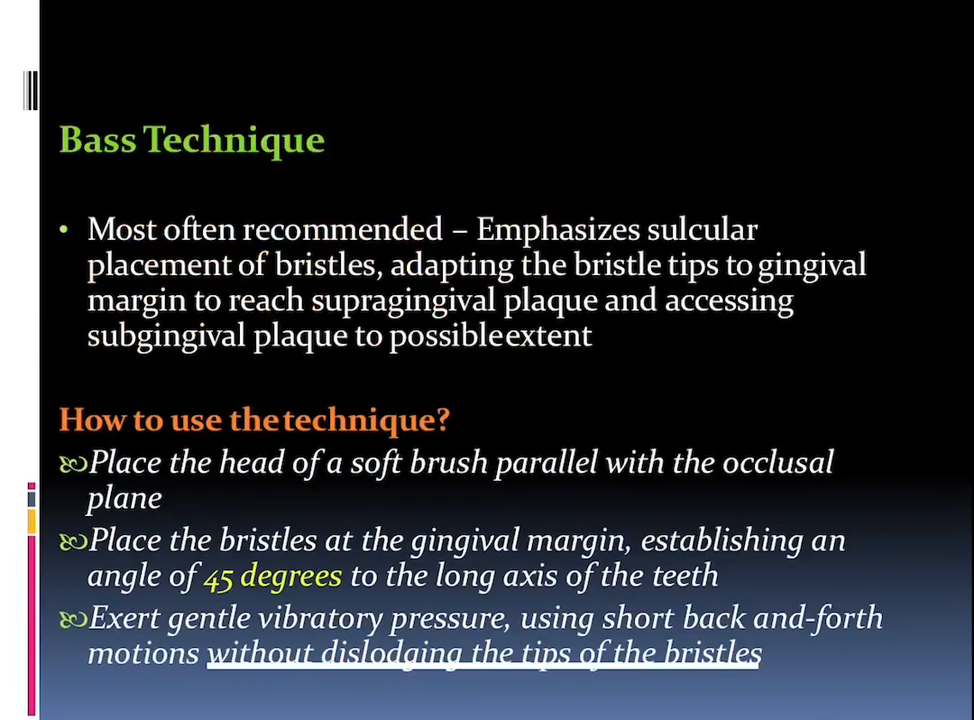 Bass Technique
• Most often recommended – Emphasizes sulcular
placement of bristles, adapting the bristle tips to gingival
margin to reach supragingival plaque and accessing
subgingival plaque to possible extent
How to use the technique?
Place the head of a soft brush parallel with the occlusal
plane
Place the bristles at the gingival margin, establishing an
angle of 45 degrees to the long axis of the teeth
Exert gentle vibratory pressure, using short back and-forth
motions without dislodging the tips of the bristles